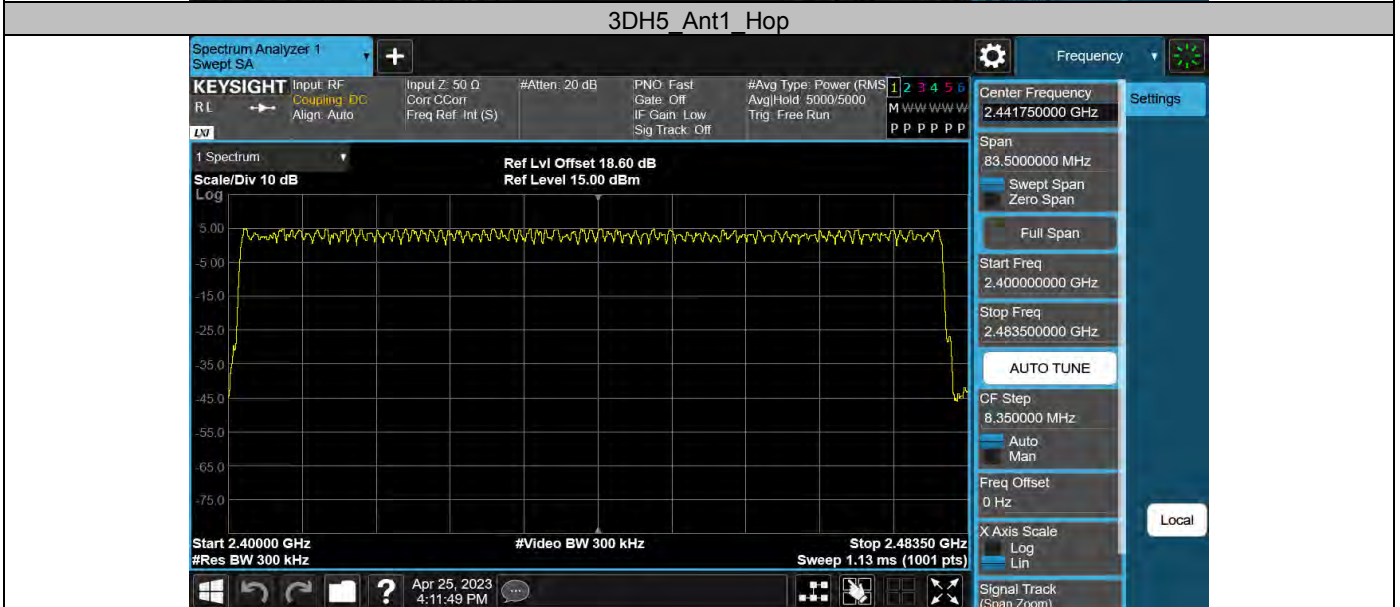 3DH5_Ant1_Hop
Spectrum Analyzer 1
Swept SA
Frequency
KEYSIGHT
Input: RF
Coupling: DC
Align: Auto
R L
LXI
Input Z: 50 Ω
Corr CCorr
Freq Ref: Int (S)
#Atten: 20 dB
PNO: Fast
Gate: Off
IF Gain: Low
Sig Track: Off
#Avg Type: Power (RMS
Avg|Hold: 5000/5000
Trig: Free Run
1 2 3 4 5 6
M W W W W W
P P P P P P
Center Frequency
2.441750000 GHz
Settings
1 Spectrum
Ref Lvl Offset 18.60 dB
Scale/Div 10 dB
Ref Level 15.00 dBm
Log
5.00
-5.00
-15.0
-25.0
-35.0
-45.0
-55.0
-65.0
-75.0
Span
83.5000000 MHz
Swept Span
Zero Span
Full Span
Start Freq
2.400000000 GHz
Stop Freq
2.483500000 GHz
AUTO TUNE
CF Step
8.350000 MHz
Auto
Man
Freq Offset
0 Hz
Local
X Axis Scale
Log
Lin
Start 2.40000 GHz
#Video BW 300 kHz
Stop 2.48350 GHz
#Res BW 300 kHz
Sweep 1.13 ms (1001 pts)
?
Apr 25, 2023
4:11:49 PM
Signal Track
(Span Zoom)